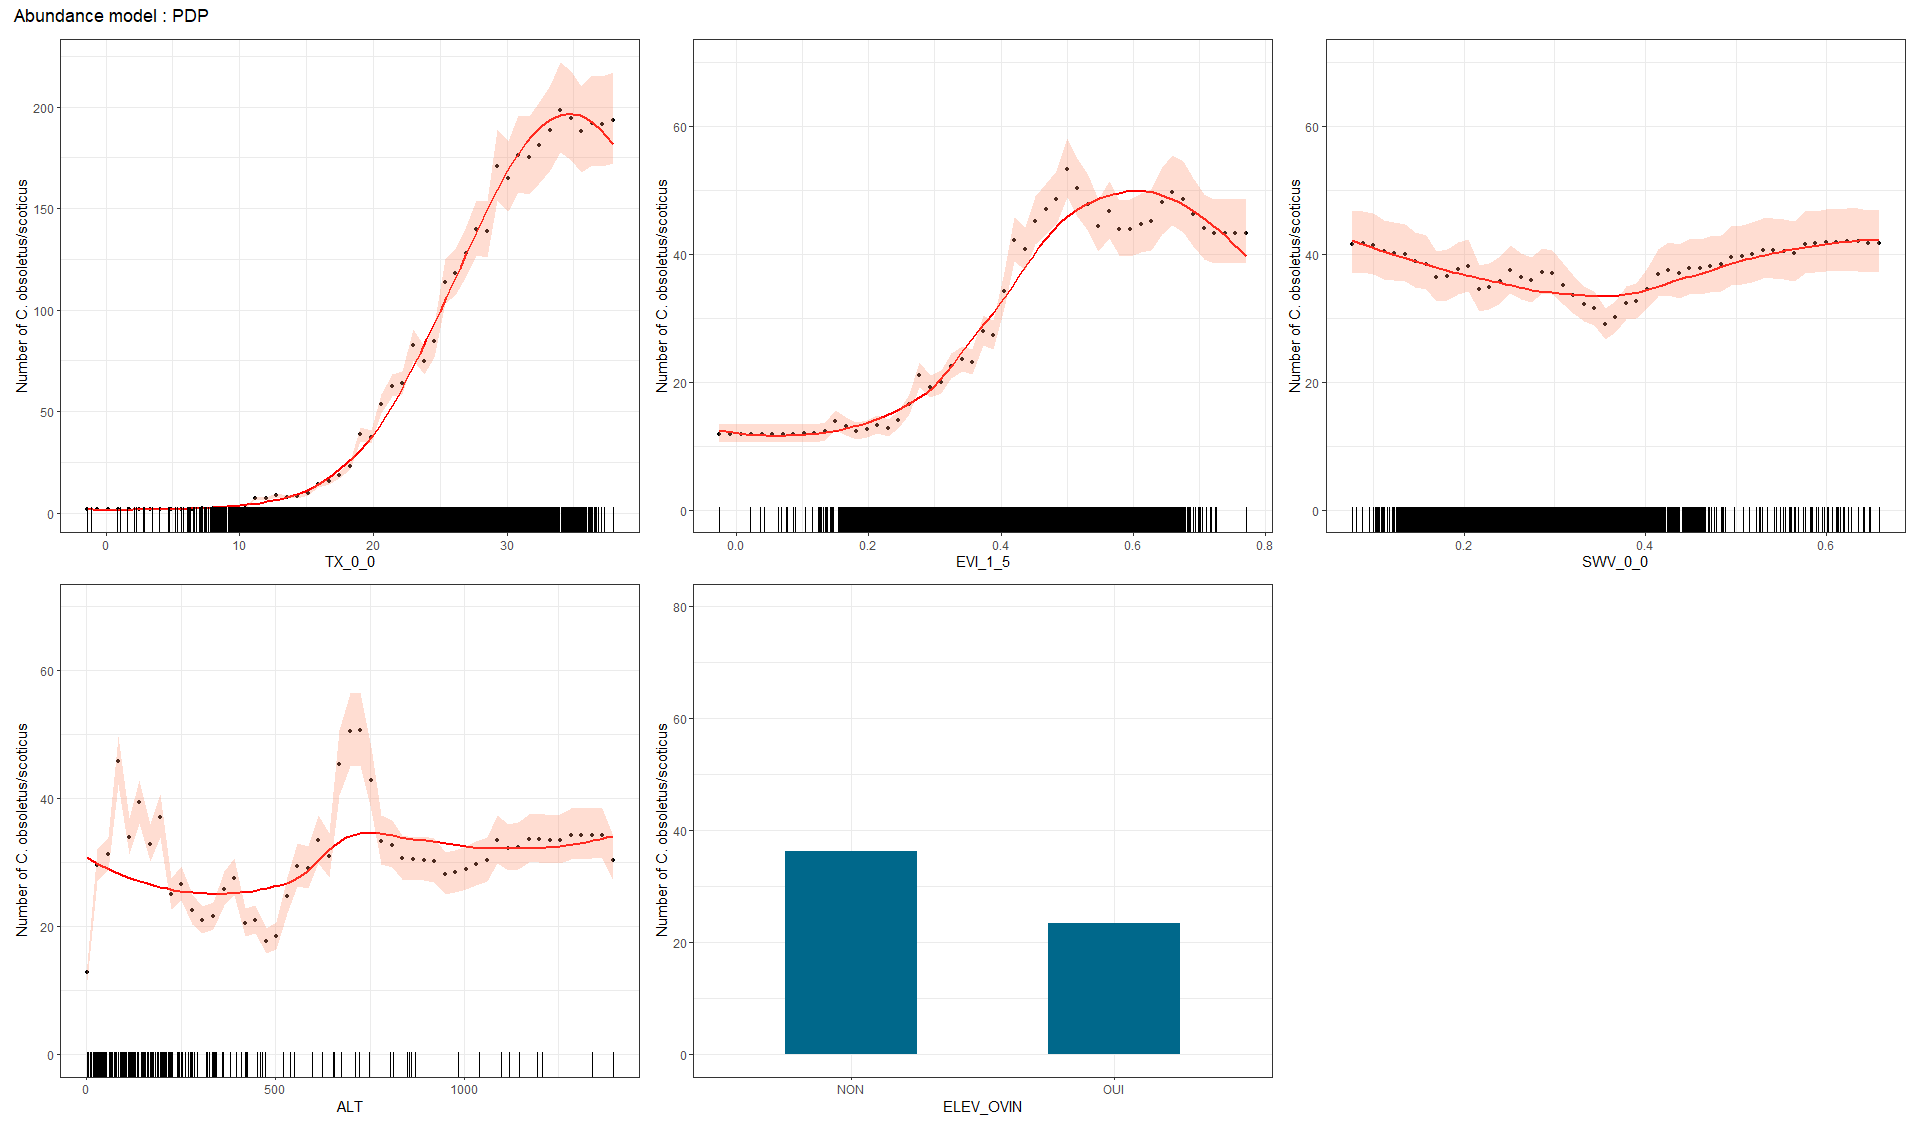 Abundance model : PDP
Number of C. obsoletus/scoticus
200
150
100
50
0
0 10 20 30
TX_0_0
Number of C. obsoletus/scoticus
60
40
20
0
0.0 0.2 0.4 0.6 0.8
EVI_1_5
Number of C. obsoletus/scoticus
60
40
20
0
0.2 0.4 0.6
SWV_0_0
Number of C. obsoletus/scoticus
60
40
20
0
0 500 1000
ALT
Number of C. obsoletus/scoticus
80
60
40
20
0
NON OUI
ELEV_OVIN